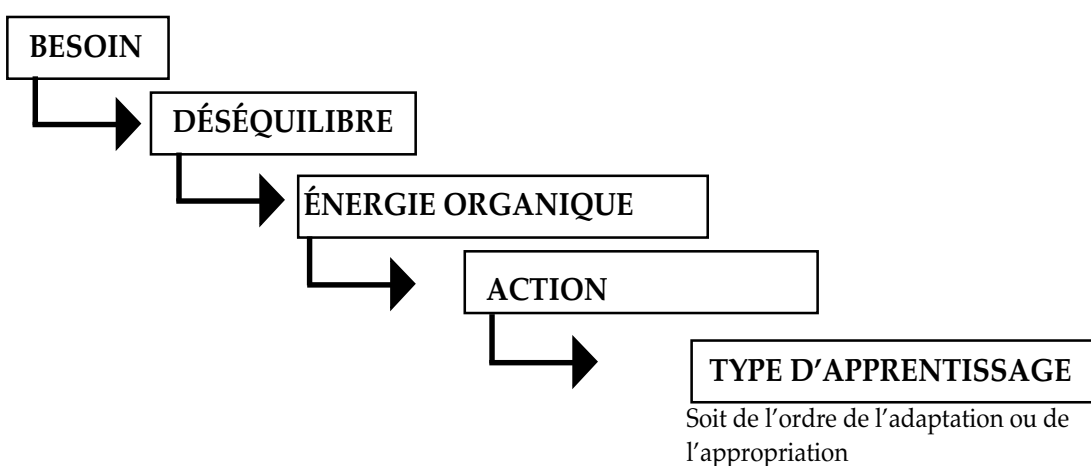 BESOIN
DÉSÉQUILIBRE
ÉNERGIE ORGANIQUE
ACTION
TYPE D’APPRENTISSAGE
Soit de l’ordre de l’adaptation ou de
l’appropriation